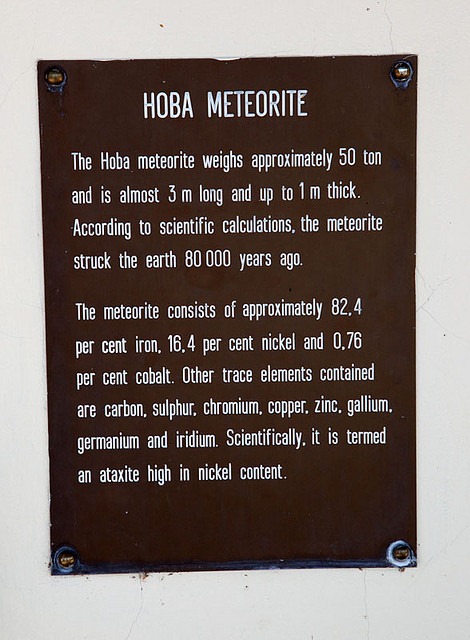 HOBA METEORITE
The Hoba meteorite weighs approximately 50 ton
and is almost 3 m long and up to 1 m thick.
According to scientific calculations, the meteorite
struck the earth 80 000 years ago.
The meteorite consists of approximately 82,4
per cent iron, 16,4 per cent nickel and 0,76
per cent cobalt. Other trace elements contained
are carbon, sulphur, chromium, copper, zinc, gallium,
germanium and iridium. Scientifically, it is termed
an ataxite high in nickel content.